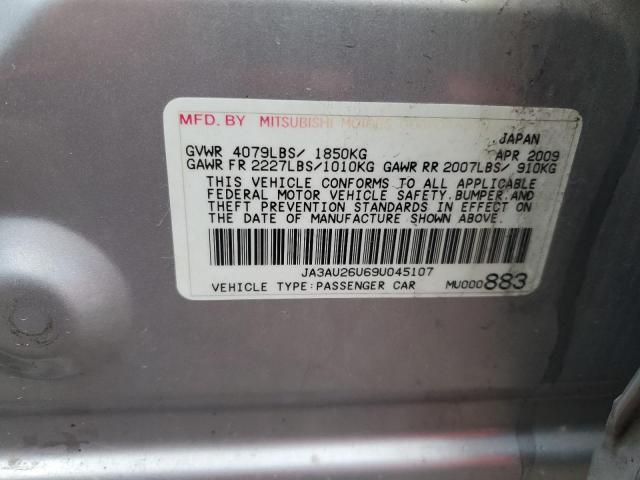 MFD. BY MITSUBISHI MOTORS
JAPAN
GVWR 4079LBS/ 1850KG APR 2009
GAWR FR 2227LBS/1010KG GAWR RR 2007LBS/ 910KG
THIS VEHICLE CONFORMS TO ALL APPLICABLE
FEDERAL MOTOR VEHICLE SAFETY,BUMPER,AND
THEFT PREVENTION STANDARDS IN EFFECT ON
THE DATE OF MANUFACTURE SHOWN ABOVE.
JA3AU26U69U045107
VEHICLE TYPE:PASSENGER CAR MU000883